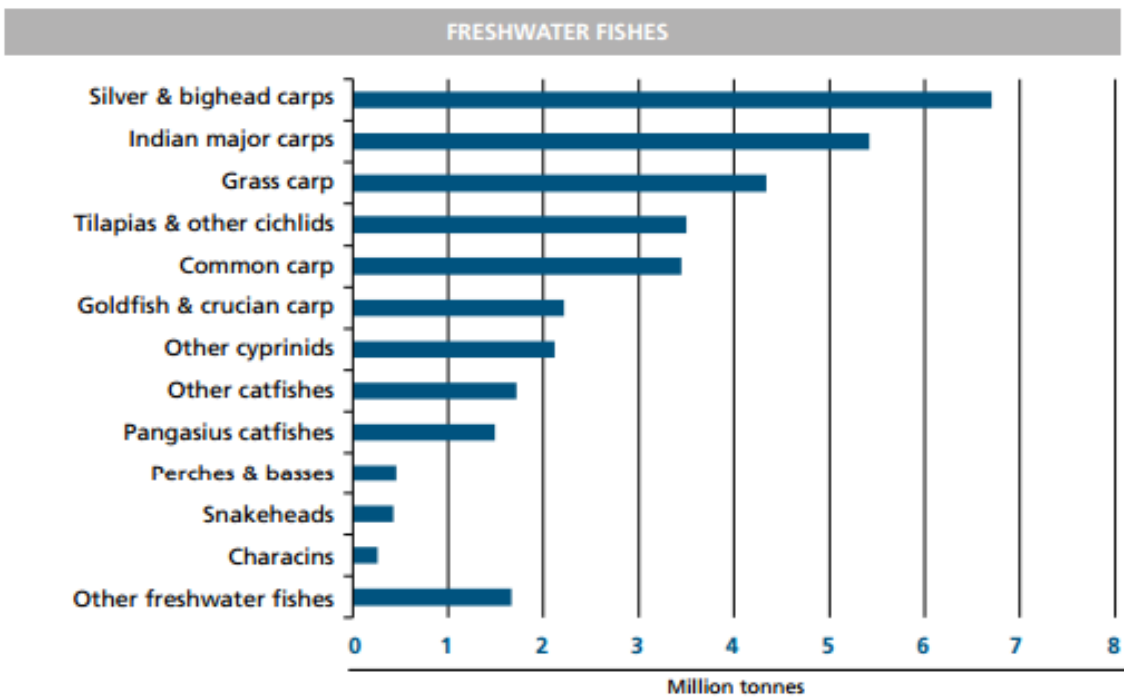 FRESHWATER FISHES
Silver & bighead carps
Indian major carps
Grass carp
Tilapias & other cichlids
Common carp
Goldfish & crucian carp
Other cyprinids
Other catfishes
Pangasius catfishes
Perches & basses
Snakeheads
Characins
Other freshwater fishes
0 1 2 3 4 5 6 7 8
Million tonnes